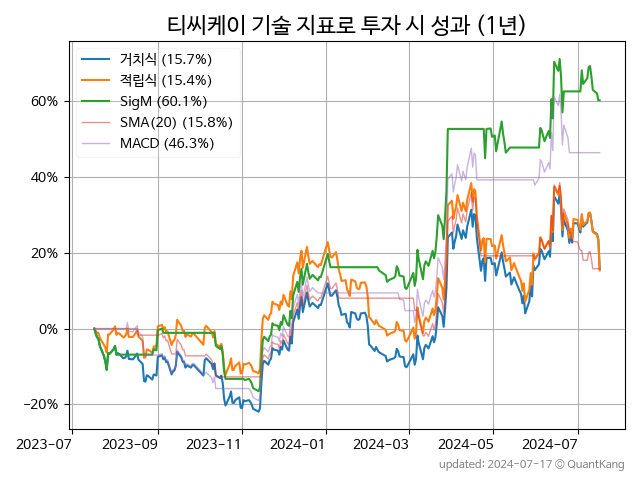 티씨케이 기술 지표로 투자 시 성과 (1년)
거치식 (15.7%)
적립식 (15.4%)
SigM (60.1%)
SMA(20) (15.8%)
MACD (46.3%)
60%
40%
20%
0%
−20%
2023-07 2023-09 2023-11 2024-01 2024-03 2024-05 2024-07
updated: 2024-07-17 © QuantKang